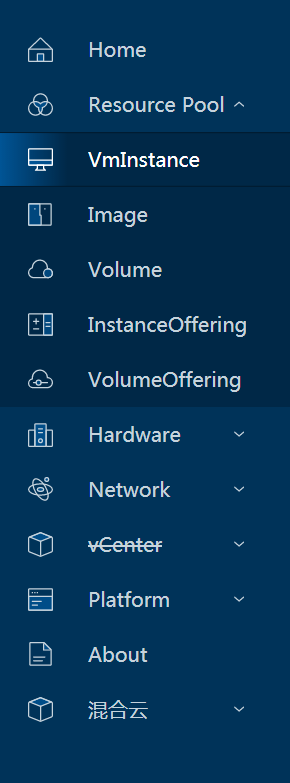 Home
Resource Pool
VmInstance
Image
Volume
InstanceOffering
VolumeOffering
Hardware
Network
vCenter
Platform
About
混合云